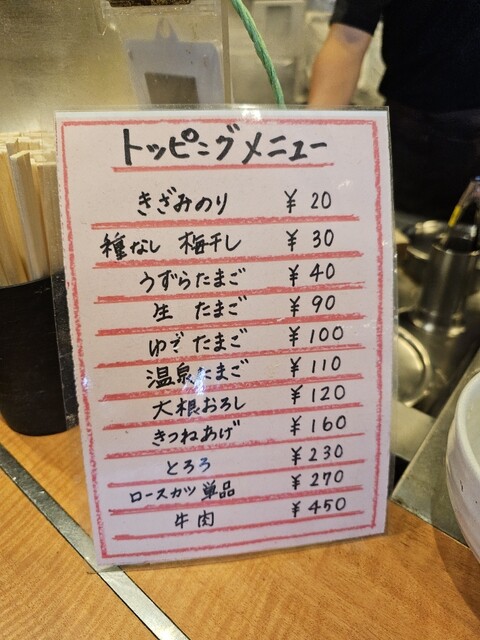 トッピングメニュー
きざみのり ¥20
種なし 梅干し ¥30
うずらたまご ¥40
生 たまご ¥90
ゆで たまご ¥100
温泉たまご ¥110
大根おろし ¥120
きつねあげ ¥160
とろろ ¥230
ロースカツ 単品 ¥270
牛肉 ¥450